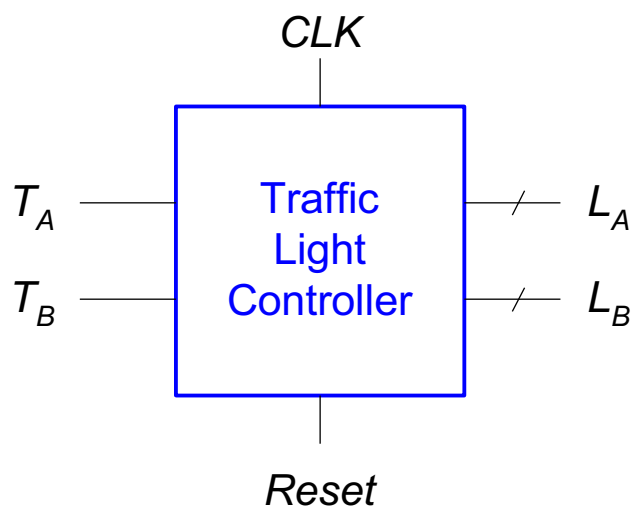 CLK
T_A
Traffic
Light
Controller
L_A
T_B
L_B
Reset